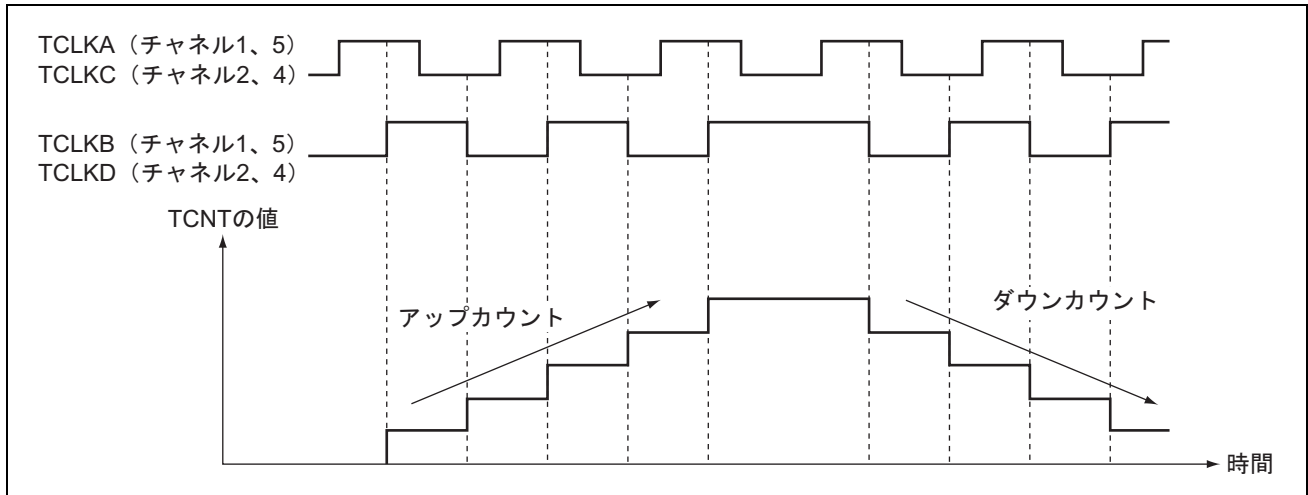 TCLKA（チャネル1、5）
TCLKC（チャネル2、4）
TCLKB（チャネル1、5）
TCLKD（チャネル2、4）
TCNTの値
アップカウント
ダウンカウント
時間